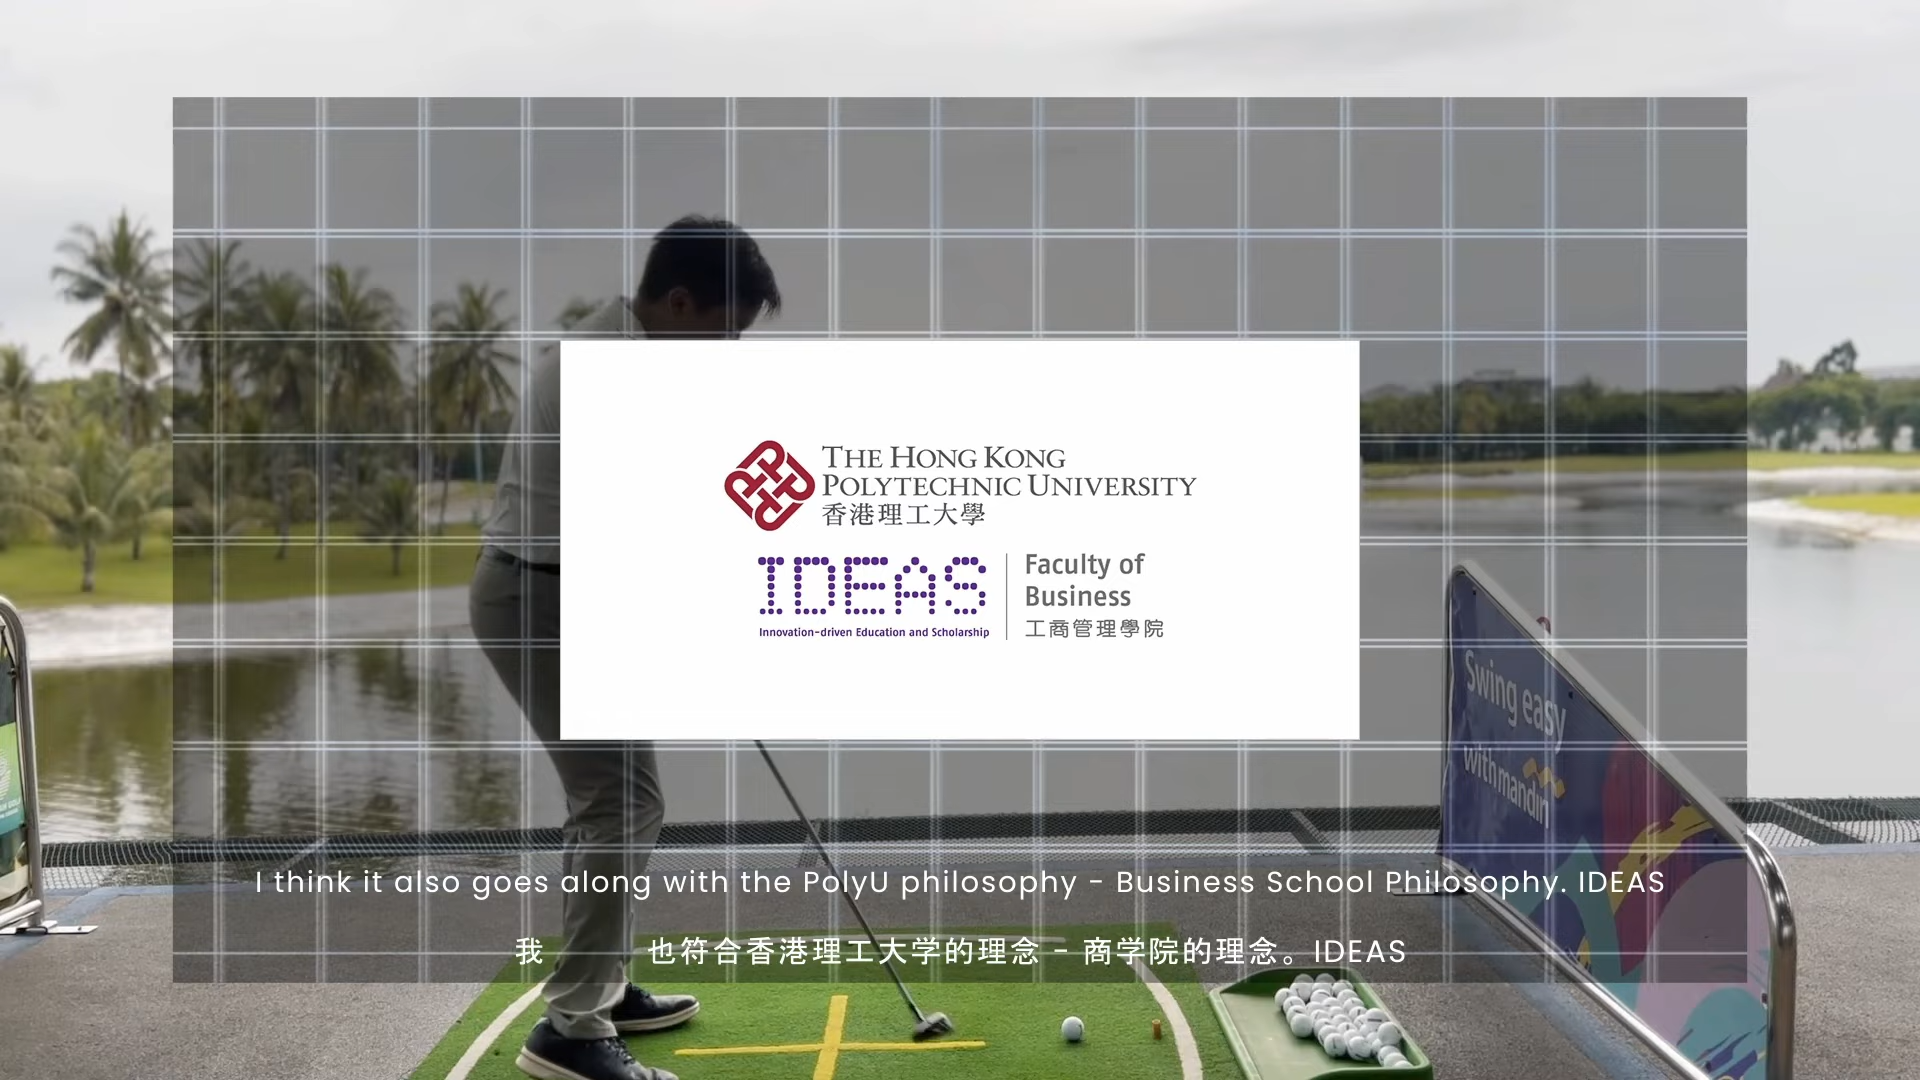 THE HONG KONG
POLYTECHNIC UNIVERSITY
香港理工大學
IDEAS
Innovation-driven Education and Scholarship
Faculty of
Business
工商管理學院
Swing easy
with mandiri
I think it also goes along with the PolyU philosophy - Business School Philosophy. IDEAS
我 也符合香港理工大学的理念 - 商学院的理念。IDEAS